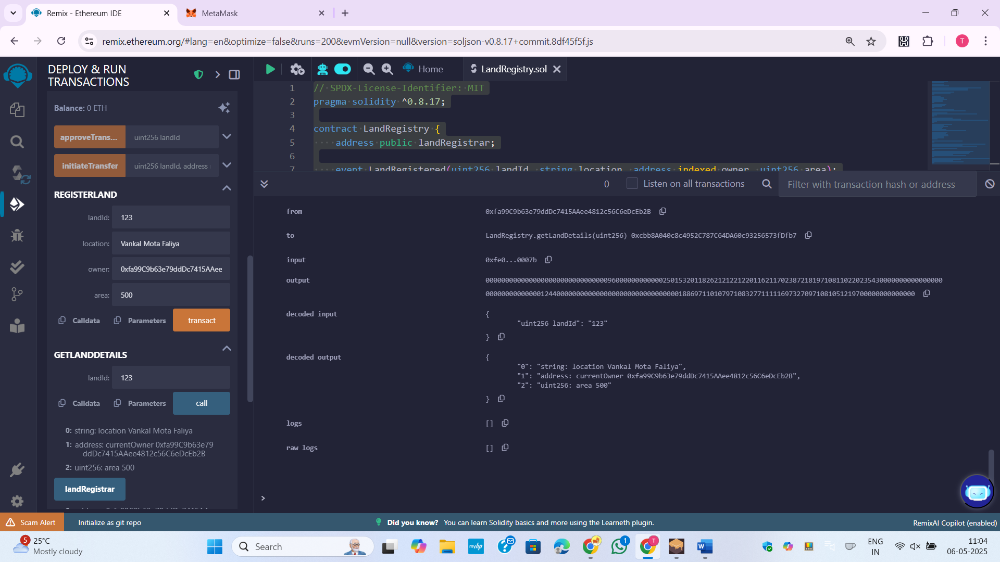 Remix - Ethereum IDE
MetaMask
remix.ethereum.org/#lang=en&optimize=false&runs=200&evmVersion=null&version=soljson-v0.8.17+commit.8df45f5f.js
T
DEPLOY & RUN
TRANSACTIONS
Home
LandRegistry.sol
Balance: 0 ETH
approveTrans...
uint256 landId
initiateTransfer
uint256 landId, address
REGISTERLAND
landId:
123
location:
Vankal Mota Faliya
owner:
0xfa99C9b63e79ddDc7415AAee
area:
500
Calldata
Parameters
transact
GETLANDDETAILS
landId:
123
Calldata
Parameters
call
0: string: location Vankal Mota Faliya
1: address: currentOwner 0xfa99C9b63e79
ddDc7415AAee4812c56C6eDcEb2B
2: uint256: area 500
landRegistrar
1 // SPDX-License-Identifier: MIT
2 pragma solidity ^0.8.17;
3
4 contract LandRegistry {
5 address public landRegistrar;
6
7 event LandRegistered(uint256 landId, string location, address indexed owner, uint256 area);
0
Listen on all transactions
Filter with transaction hash or address
from
0xfa99C9b63e79ddDc7415AAee4812c56C6eDcEb2B
to
LandRegistry.getLandDetails(uint256) 0xcbb8A040c8c4952C787C64DA60c93256573fDfb7
input
0xfe0...0007b
output
decoded input
{
"uint256 landId": "123"
}
decoded output
{
"0": "string: location Vankal Mota Faliya",
"1": "address: currentOwner 0xfa99C9b63e79ddDc7415AAee4812c56C6eDcEb2B",
"2": "uint256: area 500"
}
logs
[]
raw logs
[]
>
Scam Alert
Initialize as git repo
Did you know? You can learn Solidity basics and more using the Learneth plugin.
RemixAI Copilot (enabled)
5
25°C
Mostly cloudy
Search
myhp
1
T
W
ENG
IN
11:04
06-05-2025